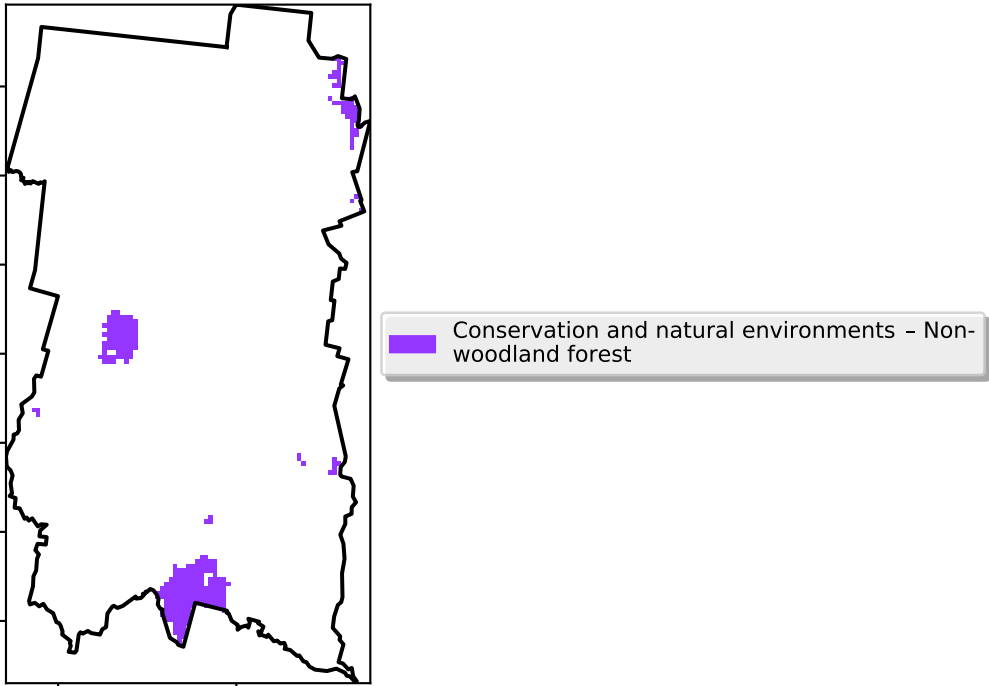 Conservation and natural environments – Non-
woodland forest